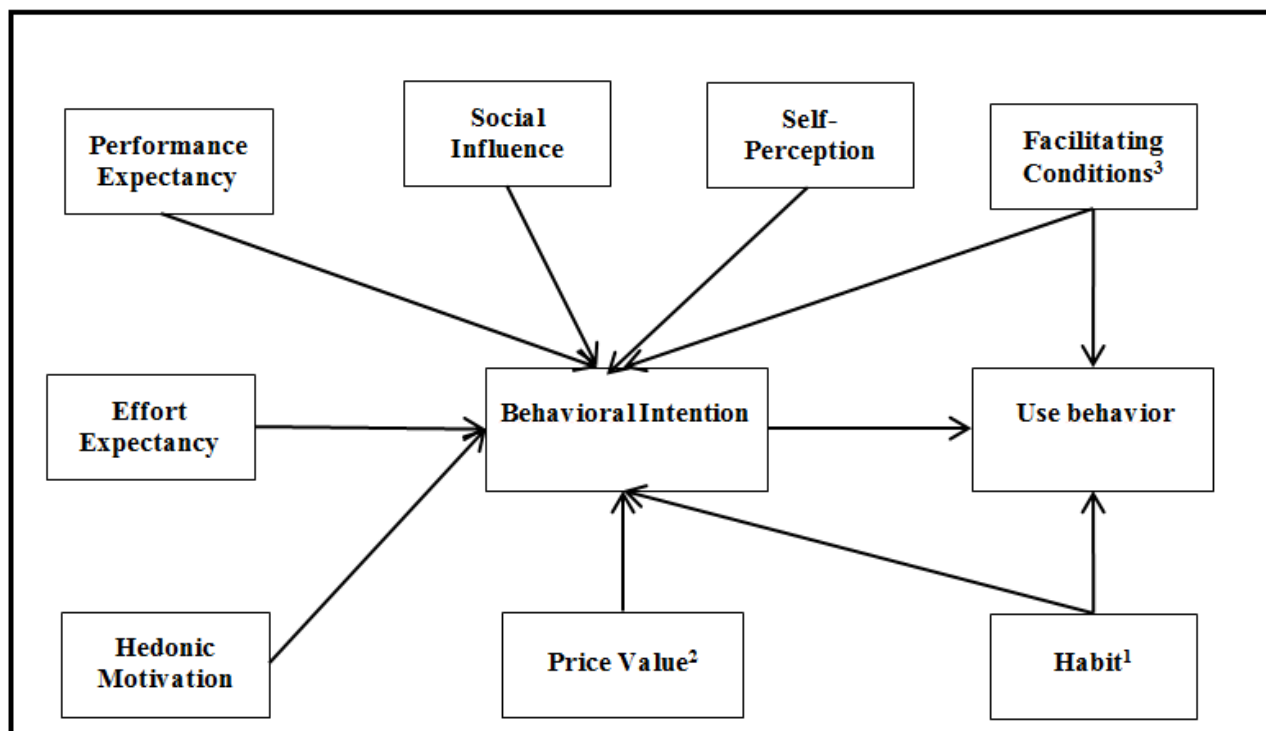 Performance
Expectancy
Social
Influence
Self-
Perception
Facilitating
Conditions³
Effort
Expectancy
Behavioral Intention
Use behavior
Hedonic
Motivation
Price Value²
Habit¹